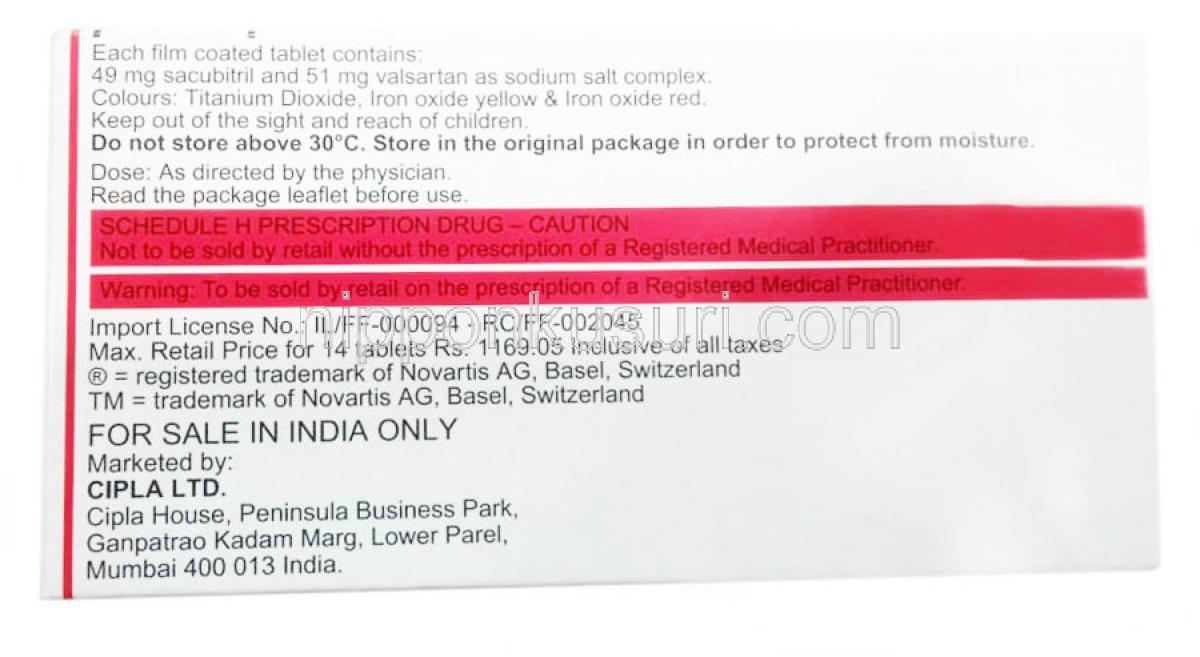 Each film coated tablet contains:
49 mg sacubitril and 51 mg valsartan as sodium salt complex.
Colours: Titanium Dioxide, Iron oxide yellow & Iron oxide red.
Keep out of the sight and reach of children.
Do not store above 30°C. Store in the original package in order to protect from moisture.
Dose: As directed by the physician.
Read the package leaflet before use.
SCHEDULE H PRESCRIPTION DRUG – CAUTION
Not to be sold by retail without the prescription of a Registered Medical Practitioner.
Warning: To be sold by retail on the prescription of a Registered Medical Practitioner.
nipponkusuri.com
Import License No.: IL/FF-000094 - RC/FF-002045
Max. Retail Price for 14 Tablets Rs. 1169.05 inclusive of all taxes
® = registered trademark of Novartis AG, Basel, Switzerland
TM = trademark of Novartis AG, Basel, Switzerland
FOR SALE IN INDIA ONLY
Marketed by:
CIPLA LTD.
Cipla House, Peninsula Business Park,
Ganpatrao Kadam Marg, Lower Parel,
Mumbai 400 013 India.